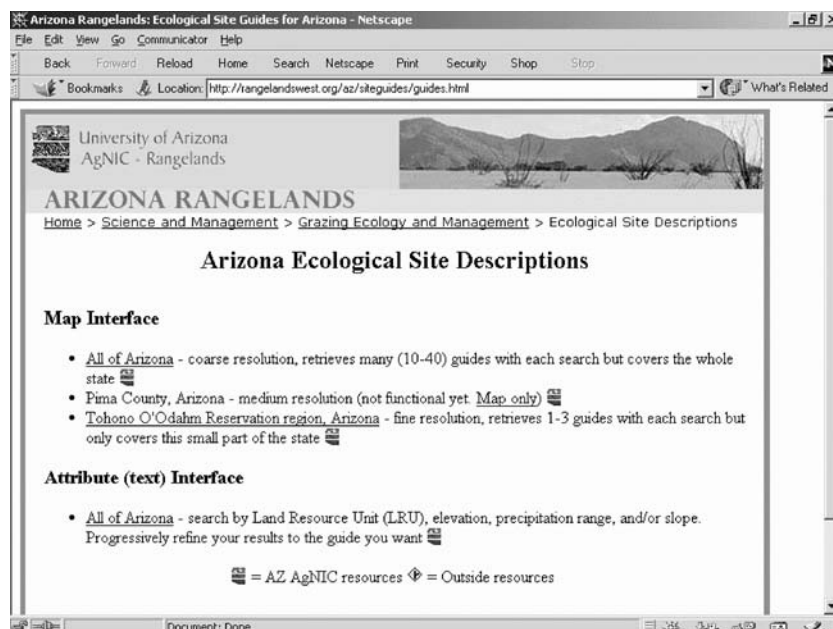 Arizona Rangelands: Ecological Site Guides for Arizona - Netscape
File Edit View Go Communicator Help
Back Forward Reload Home Search Netscape Print Security Shop Stop
Bookmarks Location: http://rangelandswest.org/az/siteguides/guides.html What's Related
University of Arizona
AgNIC - Rangelands
ARIZONA RANGELANDS
Home > Science and Management > Grazing Ecology and Management > Ecological Site Descriptions
Arizona Ecological Site Descriptions
Map Interface
• All of Arizona - coarse resolution, retrieves many (10-40) guides with each search but covers the whole
state
• Pima County, Arizona - medium resolution (not functional yet. Map only)
• Tohono O'Odahm Reservation region, Arizona - fine resolution, retrieves 1-3 guides with each search but
only covers this small part of the state
Attribute (text) Interface
• All of Arizona - search by Land Resource Unit (LRU), elevation, precipitation range, and/or slope.
Progressively refine your results to the guide you want
= AZ AgNIC resources = Outside resources
Document: Done